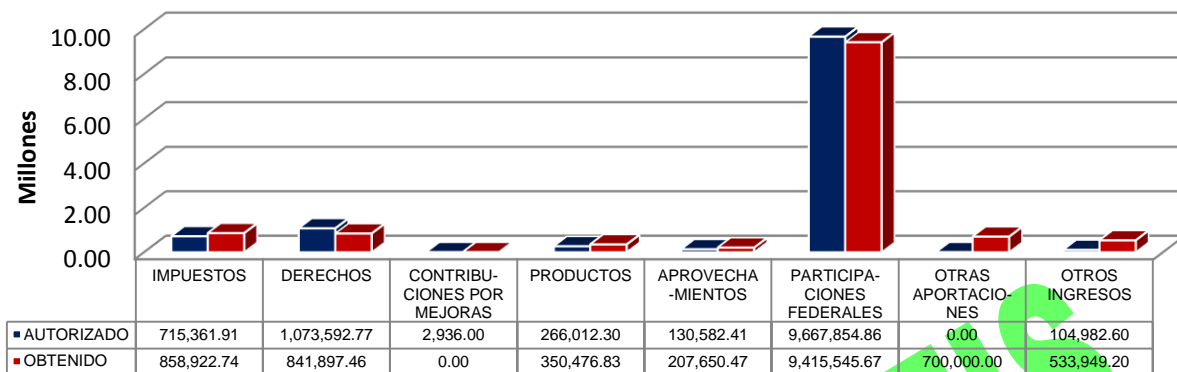 Millones
10.00
8.00
6.00
4.00
2.00
0.00
IMPUESTOS DERECHOS CONTRIBU-CIONES POR MEJORAS PRODUCTOS APROVECHA-MIENTOS PARTICIPA-CIONES FEDERALES OTRAS APORTACIO-NES OTROS INGRESOS
AUTORIZADO 715,361.91 1,073,592.77 2,936.00 266,012.30 130,582.41 9,667,854.86 0.00 104,982.60
OBTENIDO 858,922.74 841,897.46 0.00 350,476.83 207,650.47 9,415,545.67 700,000.00 533,949.20